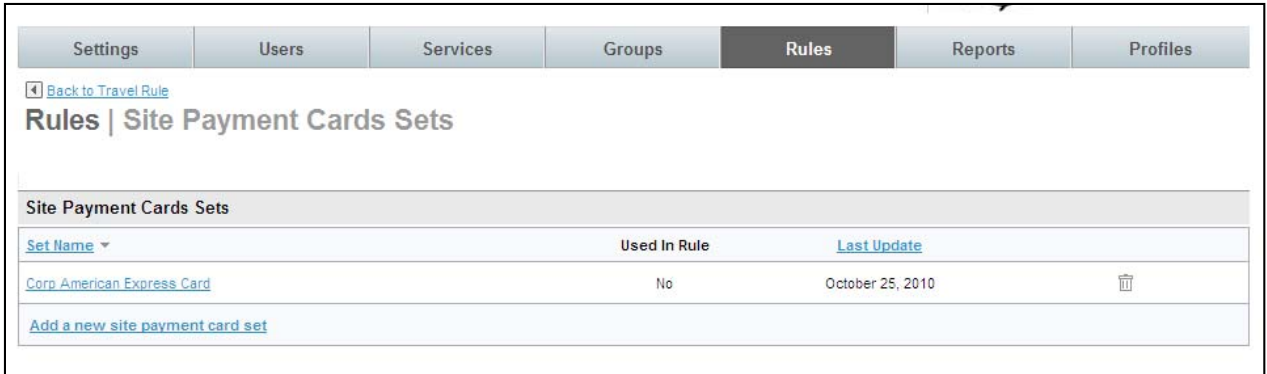 Settings Users Services Groups Rules Reports Profiles
Back to Travel Rule
Rules | Site Payment Cards Sets
Site Payment Cards Sets
Set Name Used In Rule Last Update
Corp American Express Card No October 25, 2010
Add a new site payment card set